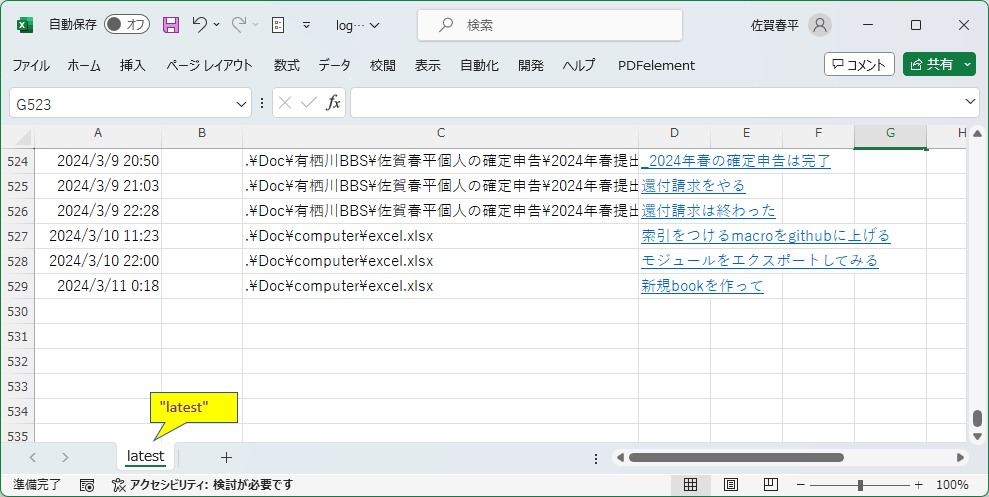 自動保存 オフ log… 検索 佐賀春平
ファイル ホーム 挿入 ページ レイアウト 数式 データ 校閲 表示 自動化 開発 ヘルプ PDFelement コメント 共有
G523 fx
A B C D E F G H
524 2024/3/9 20:50 .¥Doc¥有栖川BBS¥佐賀春平個人の確定申告¥2024年春提出 _2024年春の確定申告は完了
525 2024/3/9 21:03 .¥Doc¥有栖川BBS¥佐賀春平個人の確定申告¥2024年春提出 還付請求をやる
526 2024/3/9 22:28 .¥Doc¥有栖川BBS¥佐賀春平個人の確定申告¥2024年春提出 還付請求は終わった
527 2024/3/10 11:23 .¥Doc¥computer¥excel.xlsx 索引をつけるmacroをgithubに上げる
528 2024/3/10 22:00 .¥Doc¥computer¥excel.xlsx モジュールをエクスポートしてみる
529 2024/3/11 0:18 .¥Doc¥computer¥excel.xlsx 新規bookを作って
530
531
532
533
534
"latest"
535
latest
準備完了 アクセシビリティ: 検討が必要です 100%